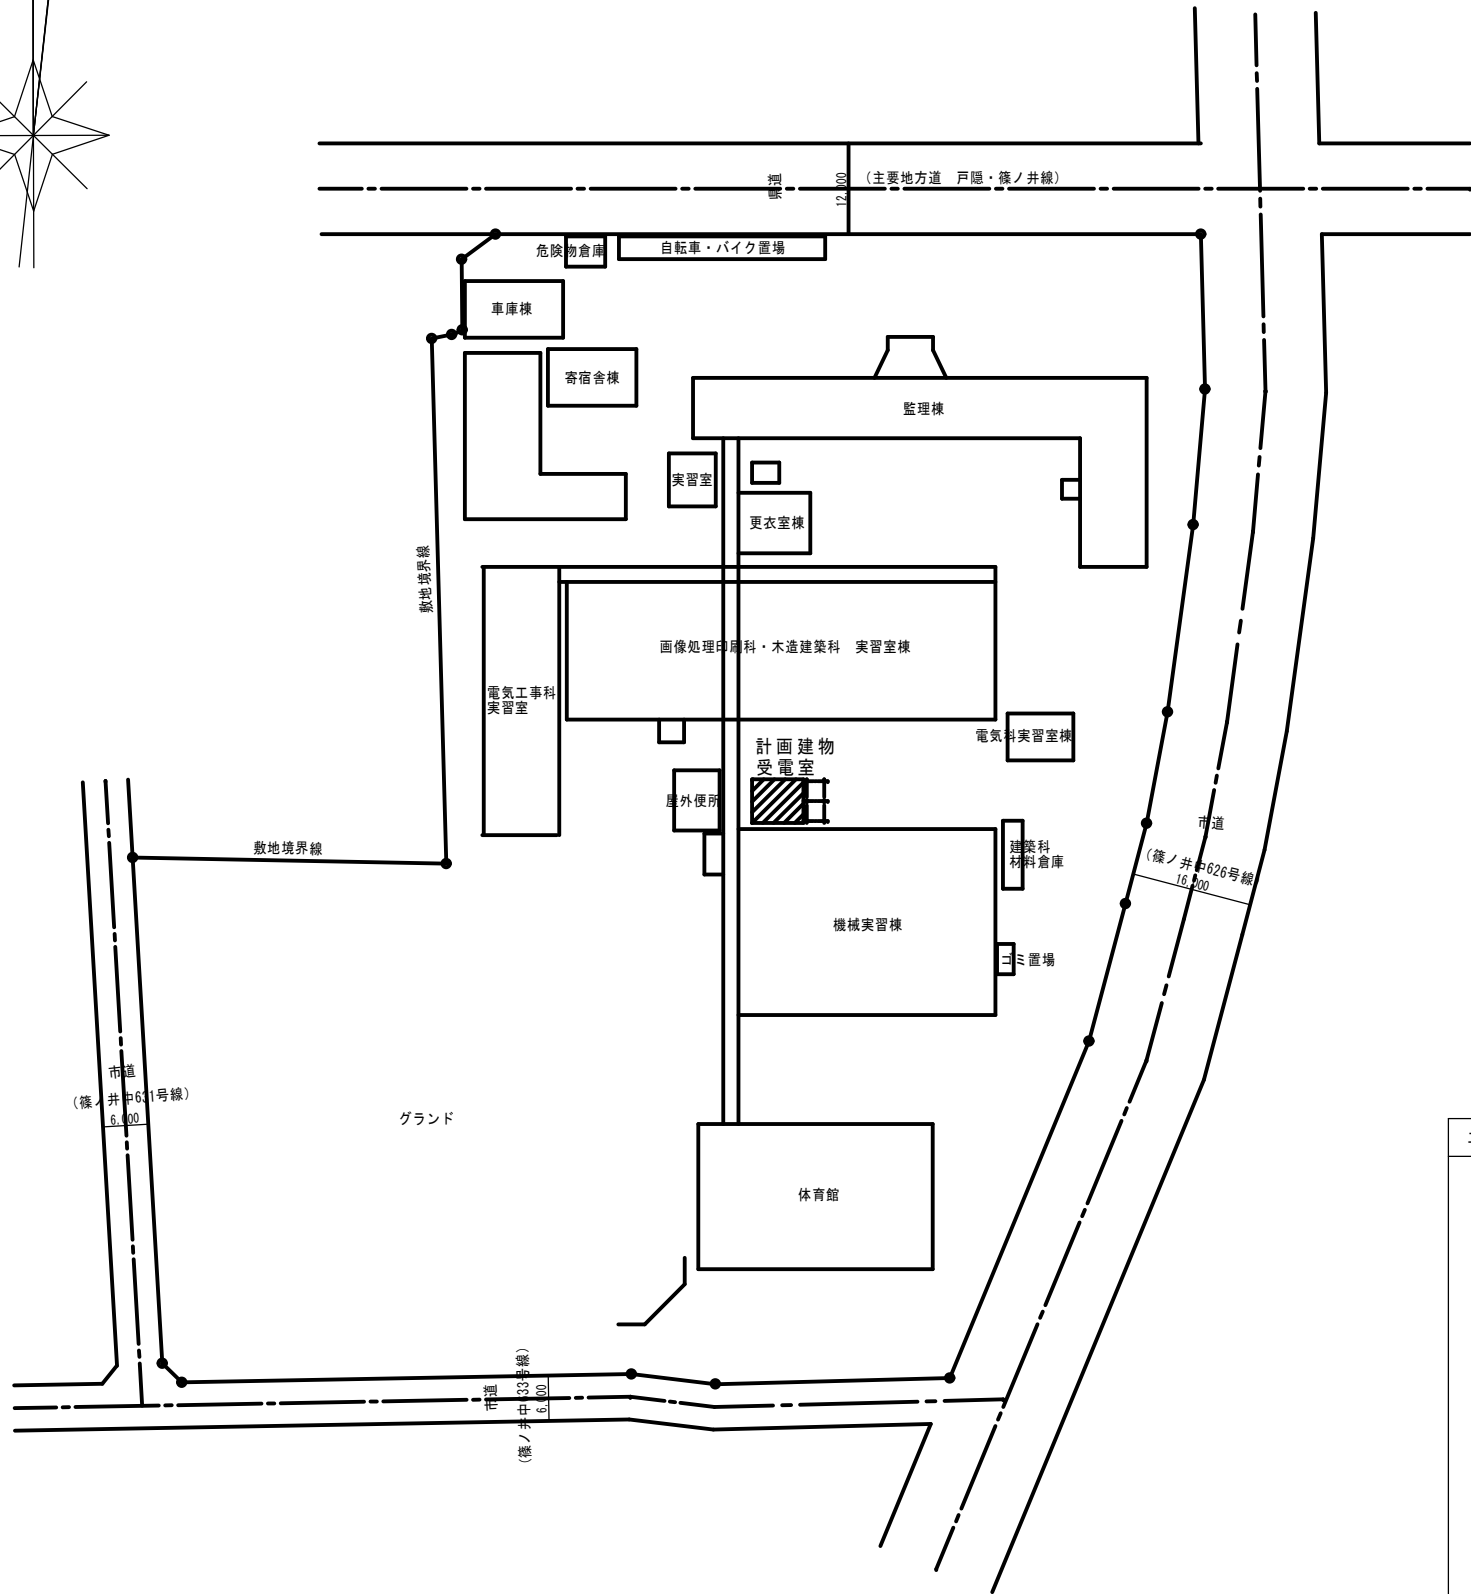 県道
12,000
（主要地方道　戸隠・篠ノ井線）
危険物倉庫
自転車・バイク置場
車庫棟
寄宿舎棟
監理棟
実習室
更衣室棟
敷地境界線
画像処理印刷科・木造建築科　実習室棟
電気工事科
実習室
電気科実習室棟
計画建物
受電室
屋外便所
市道
（篠ノ井中626号線）
16,000
敷地境界線
建築科
材料倉庫
機械実習棟
ゴミ置場
市道
（篠ノ井中631号線）
6,000
グランド
体育館
市道
（篠ノ井中633号線）
6,000